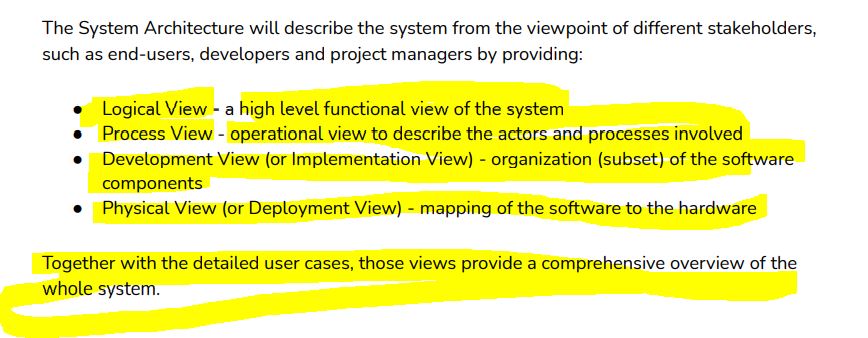 The System Architecture will describe the system from the viewpoint of different stakeholders,
such as end-users, developers and project managers by providing:
● Logical View - a high level functional view of the system
● Process View - operational view to describe the actors and processes involved
● Development View (or Implementation View) - organization (subset) of the software
components
● Physical View (or Deployment View) - mapping of the software to the hardware
Together with the detailed user cases, those views provide a comprehensive overview of the
whole system.